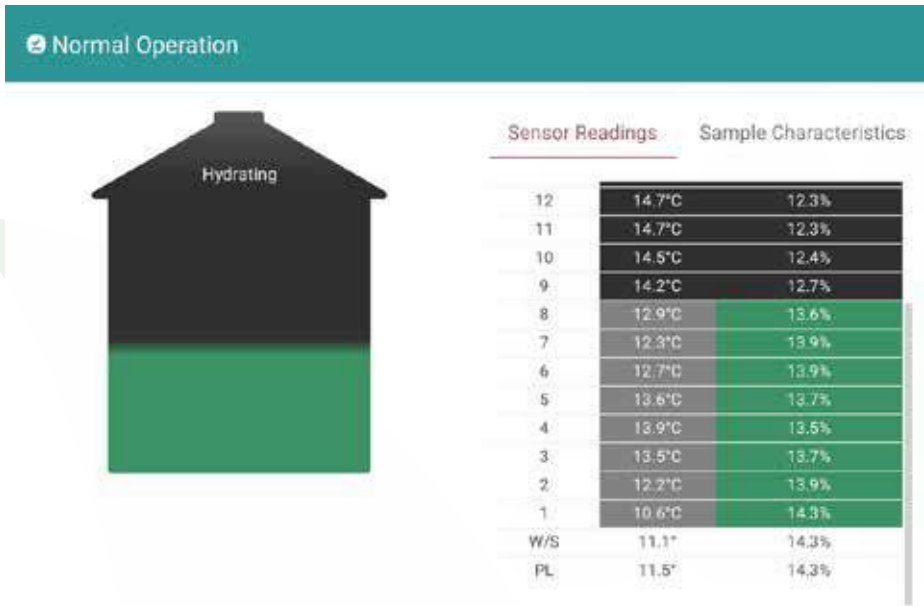 Normal Operation
Hydrating
Sensor Readings Sample Characteristics
12 14.7°C 12.3%
11 14.7°C 12.3%
10 14.5°C 12.4%
9 14.2°C 12.7%
8 12.9°C 13.6%
7 12.3°C 13.9%
6 12.7°C 13.9%
5 13.6°C 13.7%
4 13.9°C 13.5%
3 13.5°C 13.7%
2 12.2°C 13.9%
1 10.6°C 14.3%
W/S 11.1° 14.3%
PL 11.5° 14.3%